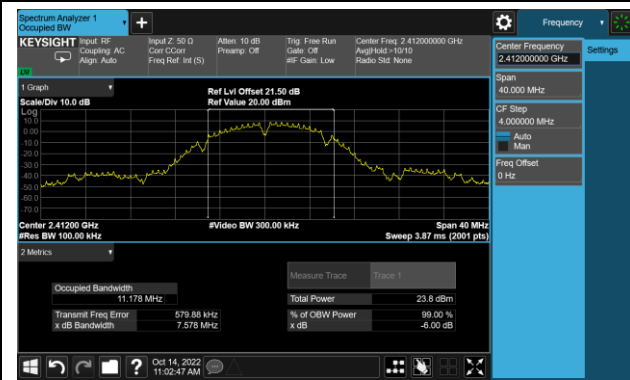 Spectrum Analyzer 1
Occupied BW
Frequency
KEYSIGHT
Input: RF
Coupling: AC
Align: Auto
Input Z: 50 Ω
Corr CCorr
Freq Ref: Int (S)
Atten: 10 dB
Preamp: Off
Trig: Free Run
Gate: Off
#IF Gain: Low
Center Freq: 2.412000000 GHz
Avg|Hold:>10/10
Radio Std: None
Center Frequency
2.412000000 GHz
Settings
Span
40.000 MHz
CF Step
4.000000 MHz
Auto
Man
Freq Offset
0 Hz
1 Graph
Scale/Div 10.0 dB
Ref Lvl Offset 21.50 dB
Ref Value 20.00 dBm
Log
10.0
0.00
-10.0
-20.0
-30.0
-40.0
-50.0
-60.0
-70.0
Center 2.41200 GHz
#Res BW 100.00 kHz
#Video BW 300.00 kHz
Span 40 MHz
Sweep 3.87 ms (2001 pts)
2 Metrics
Measure Trace
Trace 1
Occupied Bandwidth
11.178 MHz
Total Power 23.8 dBm
Transmit Freq Error 579.88 kHz
% of OBW Power 99.00 %
x dB Bandwidth 7.578 MHz
x dB -6.00 dB
Oct 14, 2022
11:02:47 AM